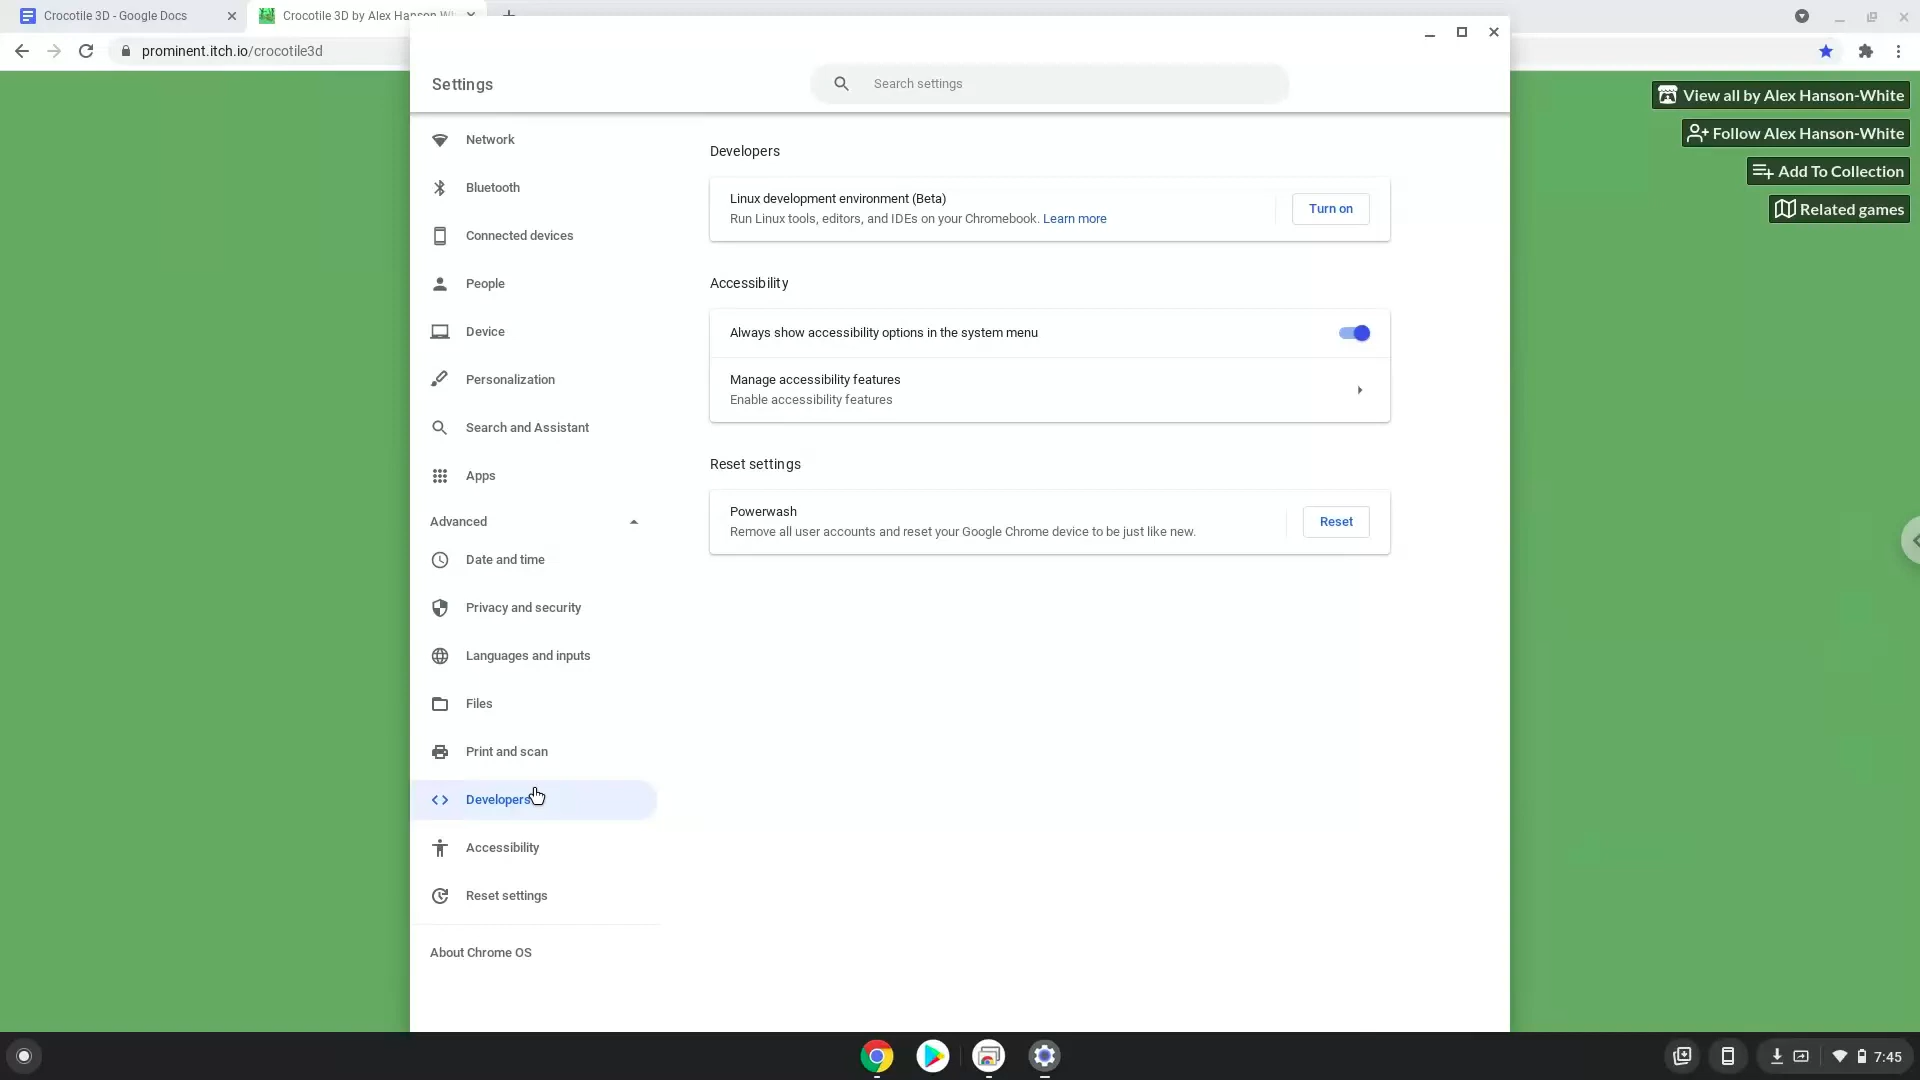 Crocotile 3D - Google Docs
Crocotile 3D by Alex Hanson-W
prominent.itch.io/crocotile3d
View all by Alex Hanson-White
Follow Alex Hanson-White
Add To Collection
Related games
Settings
Search settings
Network
Bluetooth
Connected devices
People
Device
Personalization
Search and Assistant
Apps
Advanced
Date and time
Privacy and security
Languages and inputs
Files
Print and scan
Developers
Accessibility
Reset settings
About Chrome OS
Developers
Linux development environment (Beta)
Run Linux tools, editors, and IDEs on your Chromebook. Learn more
Turn on
Accessibility
Always show accessibility options in the system menu
Manage accessibility features
Enable accessibility features
Reset settings
Powerwash
Remove all user accounts and reset your Google Chrome device to be just like new.
Reset
7:45